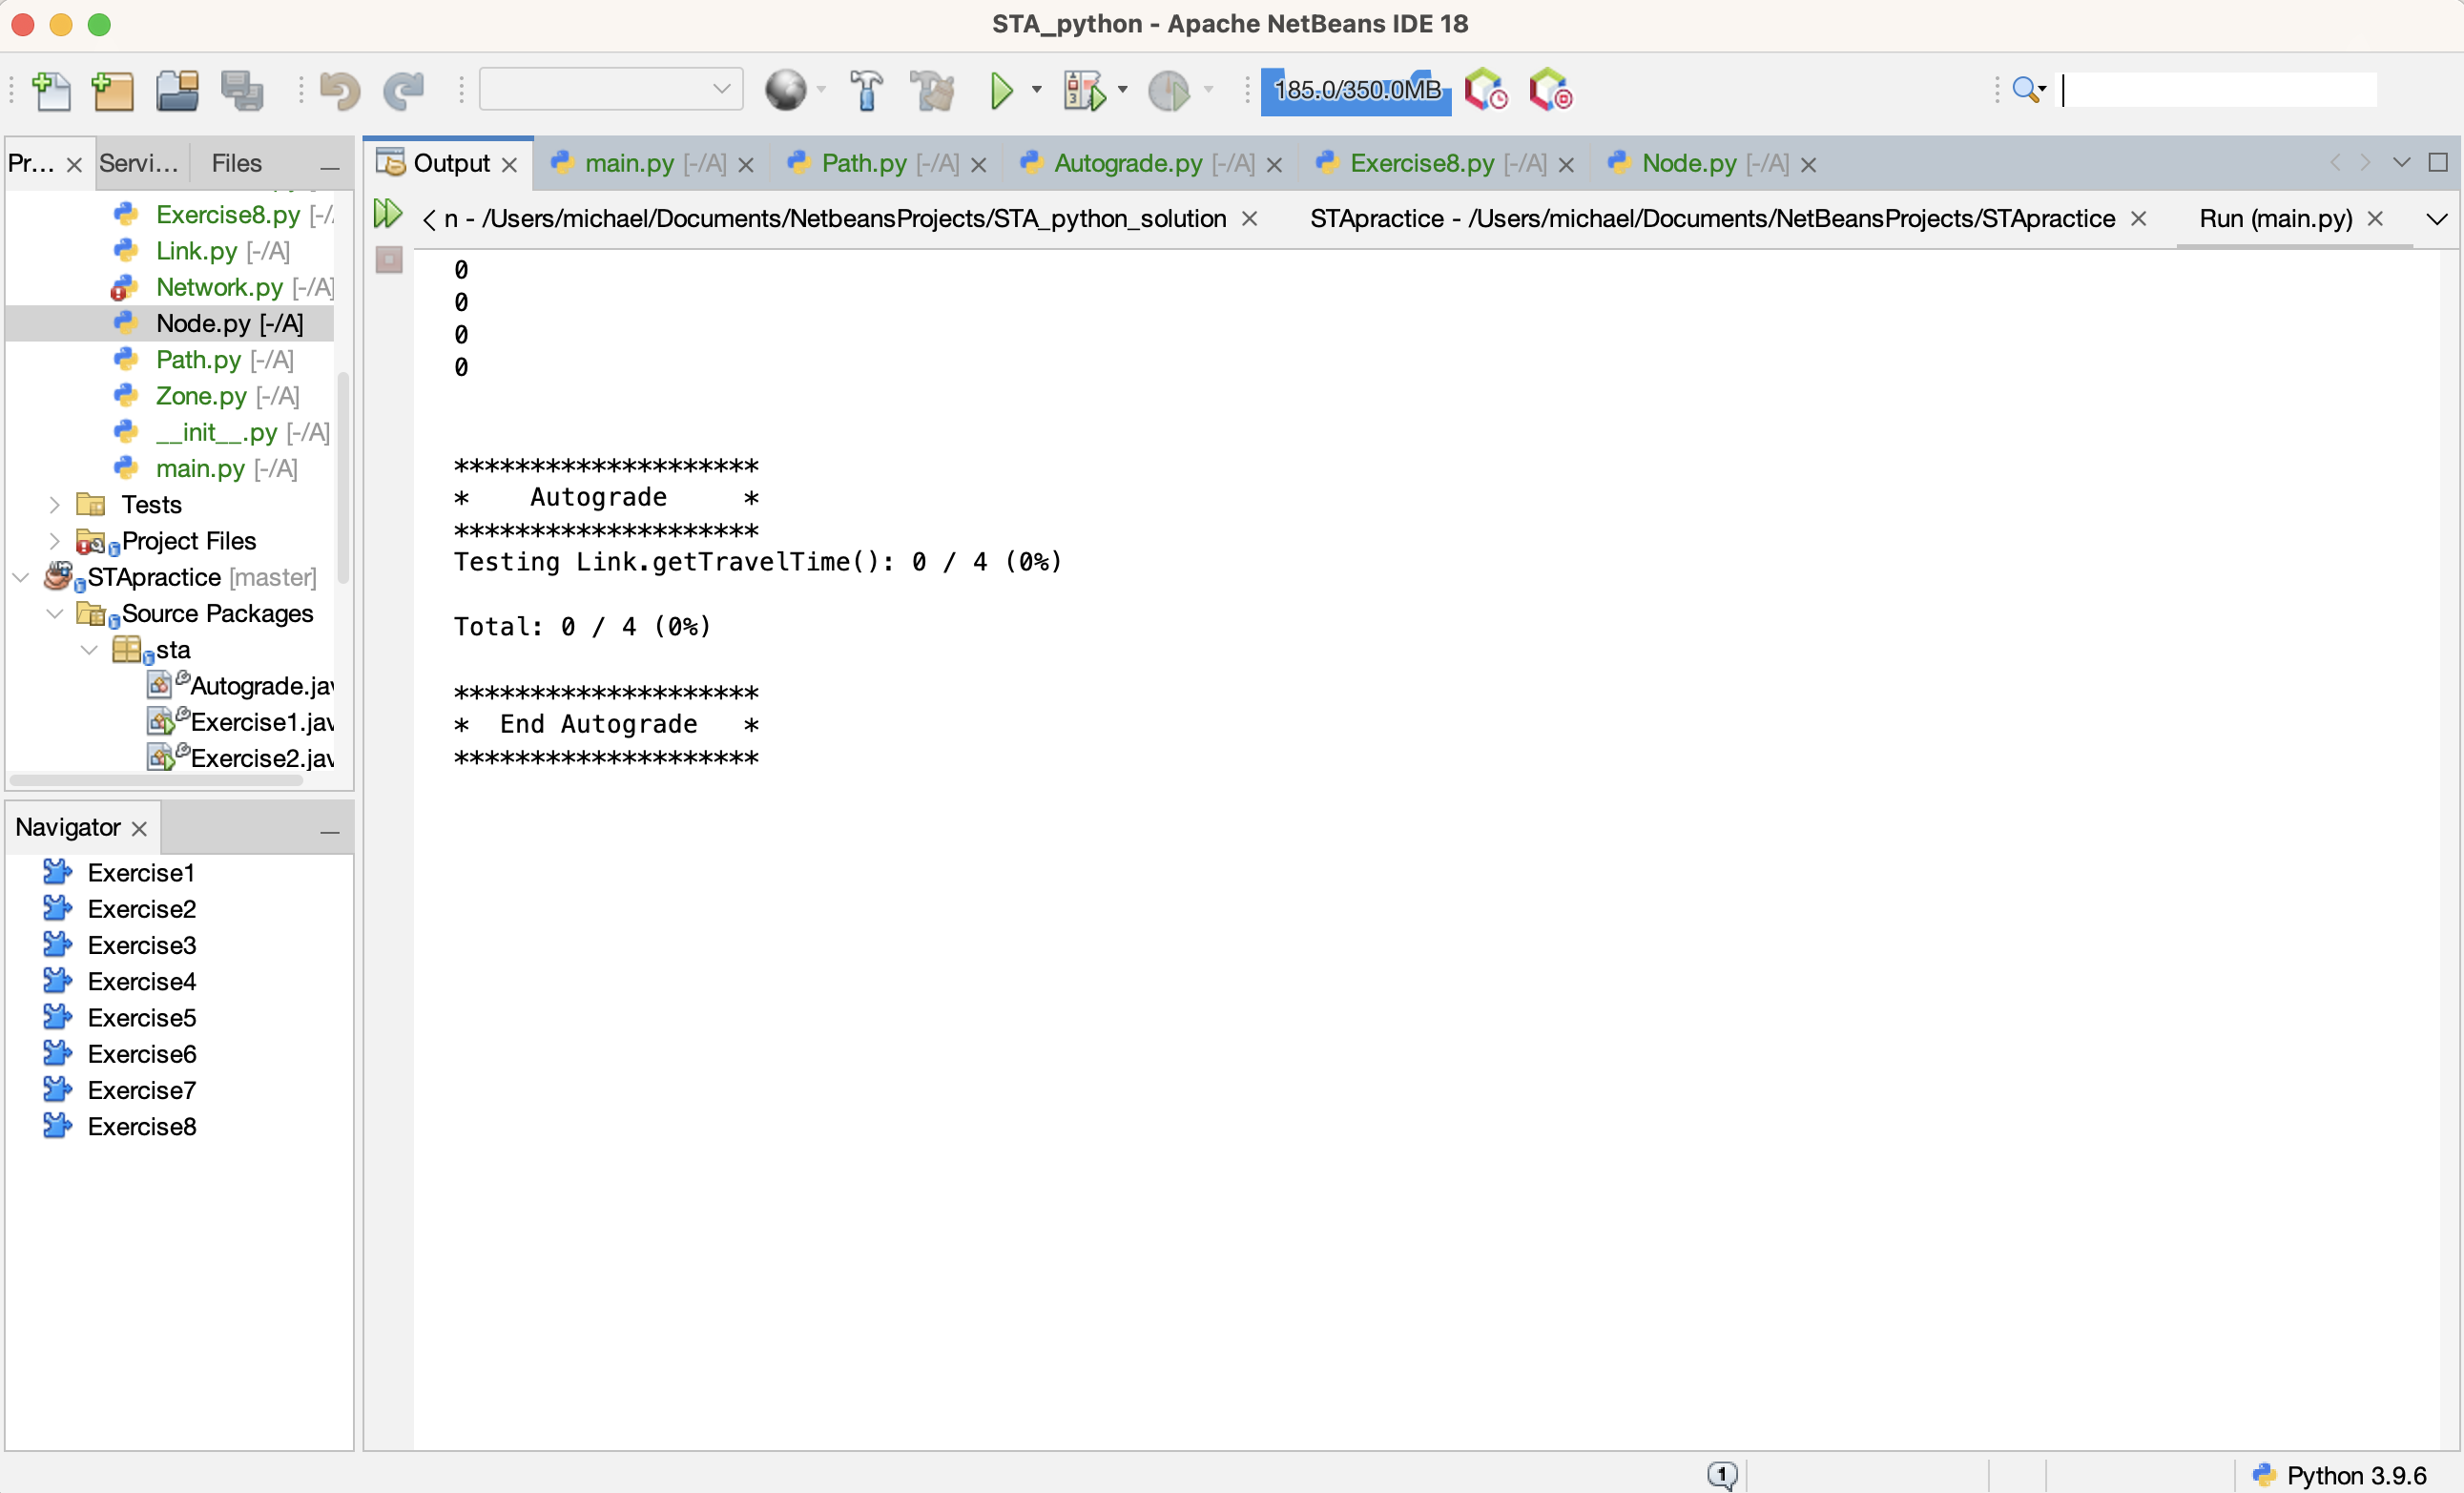 STA_python - Apache NetBeans IDE 18
185.0/350.0MB
Pr... Servi... Files
Exercise8.py [-/
Link.py [-/A]
Network.py [-/A]
Node.py [-/A]
Path.py [-/A]
Zone.py [-/A]
__init__.py [-/A]
main.py [-/A]
Tests
Project Files
STApractice [master]
Source Packages
sta
Autograde.jav
Exercise1.jav
Exercise2.jav
Navigator
Exercise1
Exercise2
Exercise3
Exercise4
Exercise5
Exercise6
Exercise7
Exercise8
Output main.py [-/A] Path.py [-/A] Autograde.py [-/A] Exercise8.py [-/A] Node.py [-/A]
n - /Users/michael/Documents/NetbeansProjects/STA_python_solution STApractice - /Users/michael/Documents/NetBeansProjects/STApractice Run (main.py)
0
0
0
0
********************
*    Autograde     *
********************
Testing Link.getTravelTime(): 0 / 4 (0%)
Total: 0 / 4 (0%)
********************
*  End Autograde   *
********************
1
Python 3.9.6